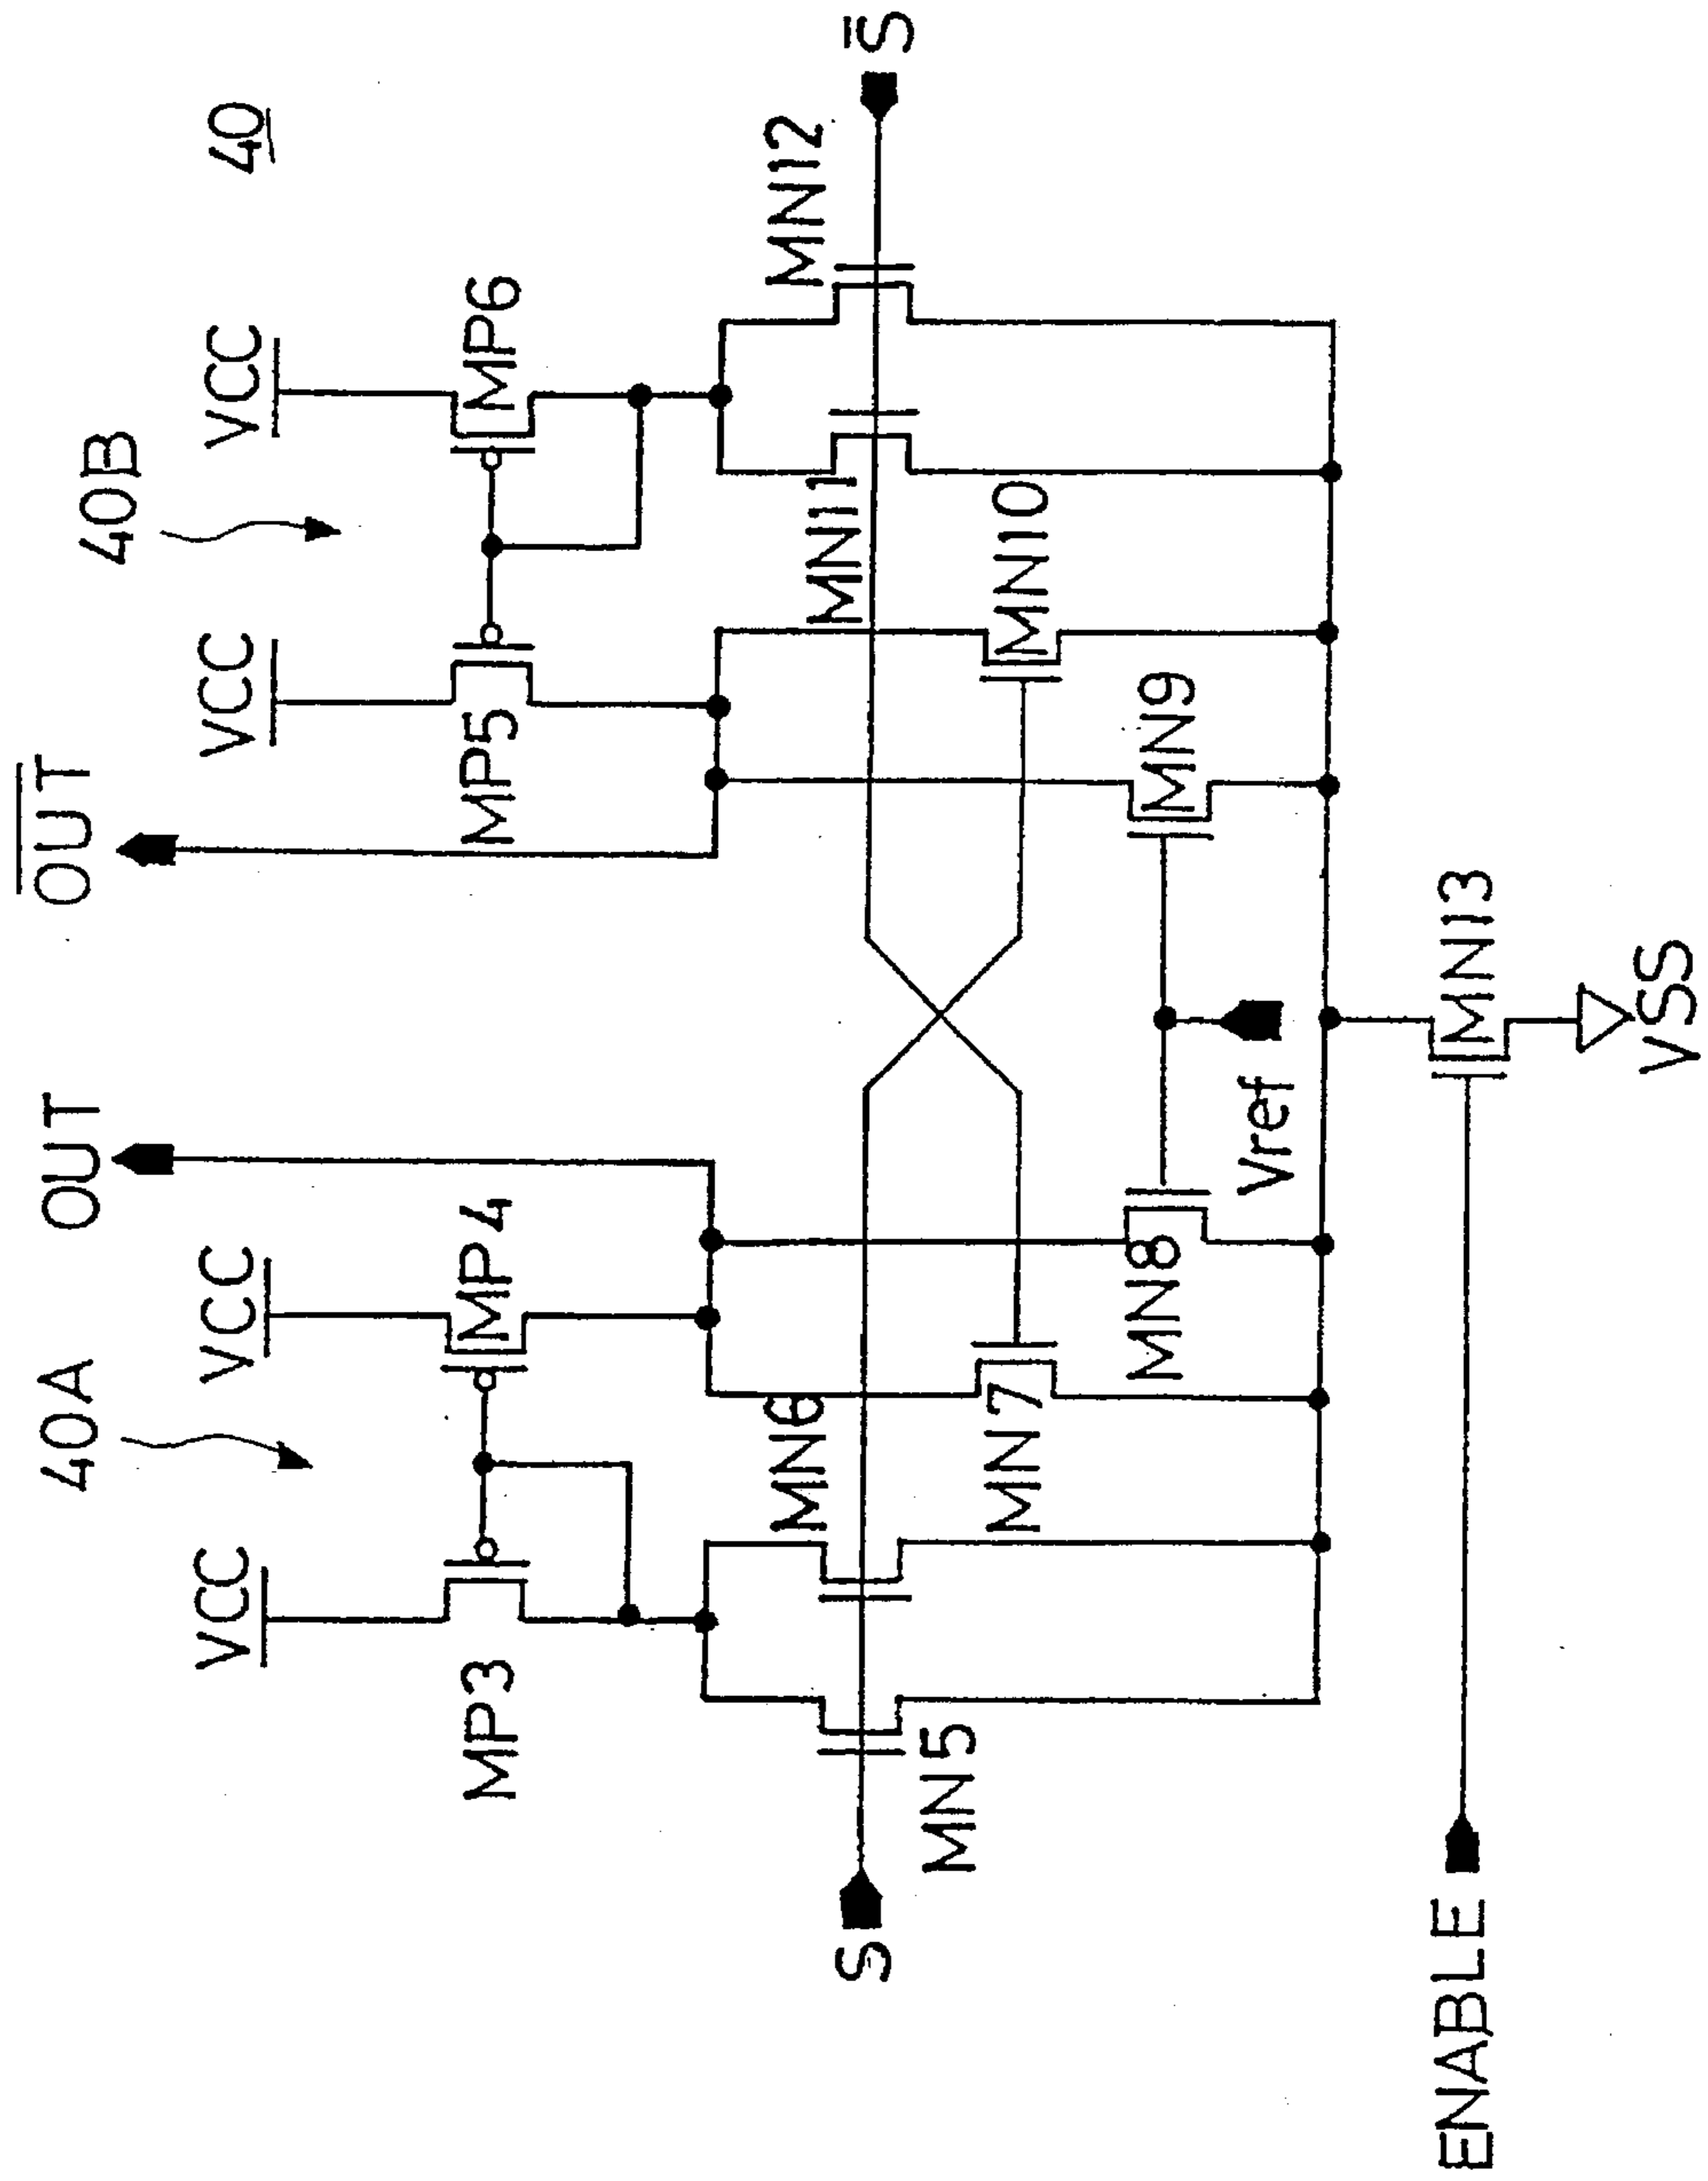 40
OUT
O̅U̅T̅
40A
40B
VCC
VCC
VCC
VCC
MP3
MP4
MP5
MP6
S
MN5
MN6
MN7
MN8
MN9
MN10
MN11
MN12
S̅
Vref
ENABLE
MN13
VSS